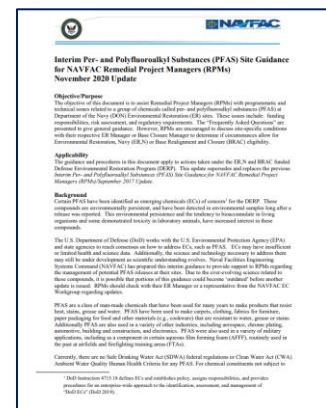 NAVFAC
Interim Per- and Polyfluoroalkyl Substances (PFAS) Site Guidance
for NAVFAC Remedial Project Managers (RPMs)
November 2020 Update
Objective/Purpose
The objective of this document is to assist Remedial Project Managers (RPMs) with programmatic and
technical issues related to a group of chemicals called per- and polyfluoroalkyl substances (PFAS) at
Department of the Navy (DON) Environmental Restoration (ER) sites. These issues include: funding
responsibilities, risk assessment, and regulatory requirements. The "Frequently Asked Questions" are
presented to give general guidance. However, RPMs are encouraged to discuss site-specific conditions
with their respective ER Manager or Base Closure Manager to determine if circumstances allow for
Environmental Restoration, Navy (ER,N) or Base Realignment and Closure (BRAC) eligibility.
Applicability
The guidance and procedures in this document apply to actions taken under the ER,N and BRAC funded
Defense Environmental Restoration Program (DERP). This update supersedes and replaces the previous
Interim Per- and Polyfluoroalkyl Substances (PFAS) Site Guidance for NAVFAC Remedial Project
Managers (RPMs) September 2017 Update.
Background
Certain PFAS have been identified as emerging chemicals (ECs) of concern¹ for the DERP. These
compounds are environmentally persistent, and have been detected in environmental samples long after a
release was reported. This environmental persistence and the tendency to bioaccumulate in living
organisms and some demonstrated toxicity in laboratory animals, have increased interest in these
compounds.
The U.S. Department of Defense (DoD) works with the U.S. Environmental Protection Agency (EPA)
and state agencies to reach consensus on how to address ECs, such as PFAS. ECs may have insufficient
or limited health and science data. Additionally, the science and technology necessary to address them
may still be under development as scientific understanding evolves. Naval Facilities Engineering
Systems Command (NAVFAC) has prepared this interim guidance to provide support to RPMs regarding
the management of potential PFAS releases at their sites. Due to the ever-evolving science related to
these compounds, it is possible that portions of this guidance could become 'outdated' before another
update is issued. RPMs should check with their ER Manager or a representative from the NAVFAC EC
Workgroup regarding updates.
PFAS are a class of man-made chemicals that have been used for many years to make products that resist
heat, stains, grease and water. PFAS have been used to make carpets, clothing, fabrics for furniture,
paper packaging for food and other materials (e.g., cookware) that are resistant to water, grease or stains.
Additionally PFAS are also used in a variety of other industries, including aerospace, chrome plating,
automotive, building and construction, and electronics. PFAS were also used in a variety of military
applications, including as a component in certain aqueous film forming foam (AFFF), routinely used in
the past at airfields and firefighting training areas (FTAs).
Currently, there are no Safe Drinking Water Act (SDWA) federal regulations or Clean Water Act (CWA)
Ambient Water Quality Human Health Criteria for any PFAS. For chemical constituents not subject to
¹ DoD Instruction 4715.18 defines ECs and establishes policy, assigns responsibilities, and provides
procedures for an enterprise-wide approach to the identification, assessment, and management of
"DoD ECs" (DoD 2019).